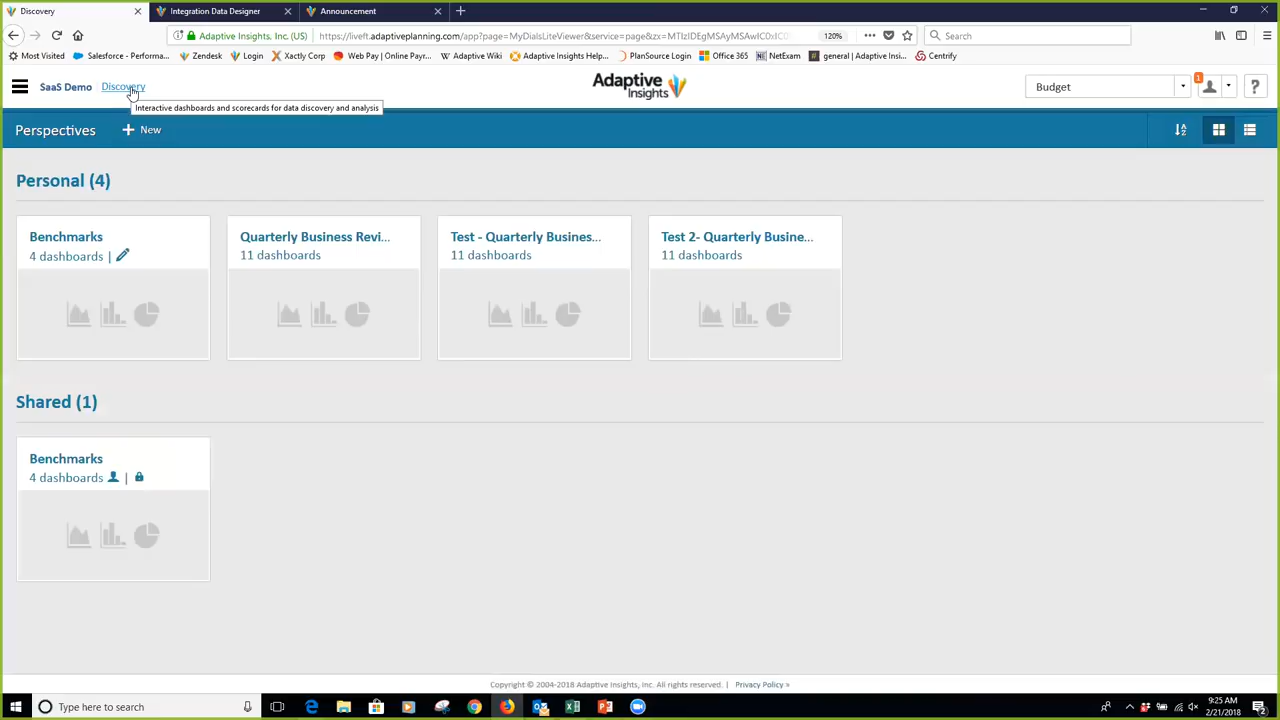 Discovery
Integration Data Designer
Announcement
Adaptive Insights, Inc. (US)
https://liveft.adaptiveplanning.com/app?page=MyDialsLiteViewer&service=page&zx=
120%
Search
Most Visited
Salesforce - Performa...
Zendesk
Login
Xactly Corp
Web Pay | Online Payr...
Adaptive Wiki
Adaptive Insights Help...
PlanSource Login
Office 365
NetExam
general | Adaptive Insi...
Centrify
SaaS Demo
Discovery
Adaptive
Insights
Budget
1
?
Interactive dashboards and scorecards for data discovery and analysis
Perspectives
New
Personal (4)
Benchmarks
4 dashboards |
Quarterly Business Revi...
11 dashboards
Test - Quarterly Busines...
11 dashboards
Test 2- Quarterly Busine...
11 dashboards
Shared (1)
Benchmarks
4 dashboards |
Copyright © 2004-2018 Adaptive Insights, Inc. All rights reserved. | Privacy Policy »
Type here to search
9:25 AM
2/21/2018
2